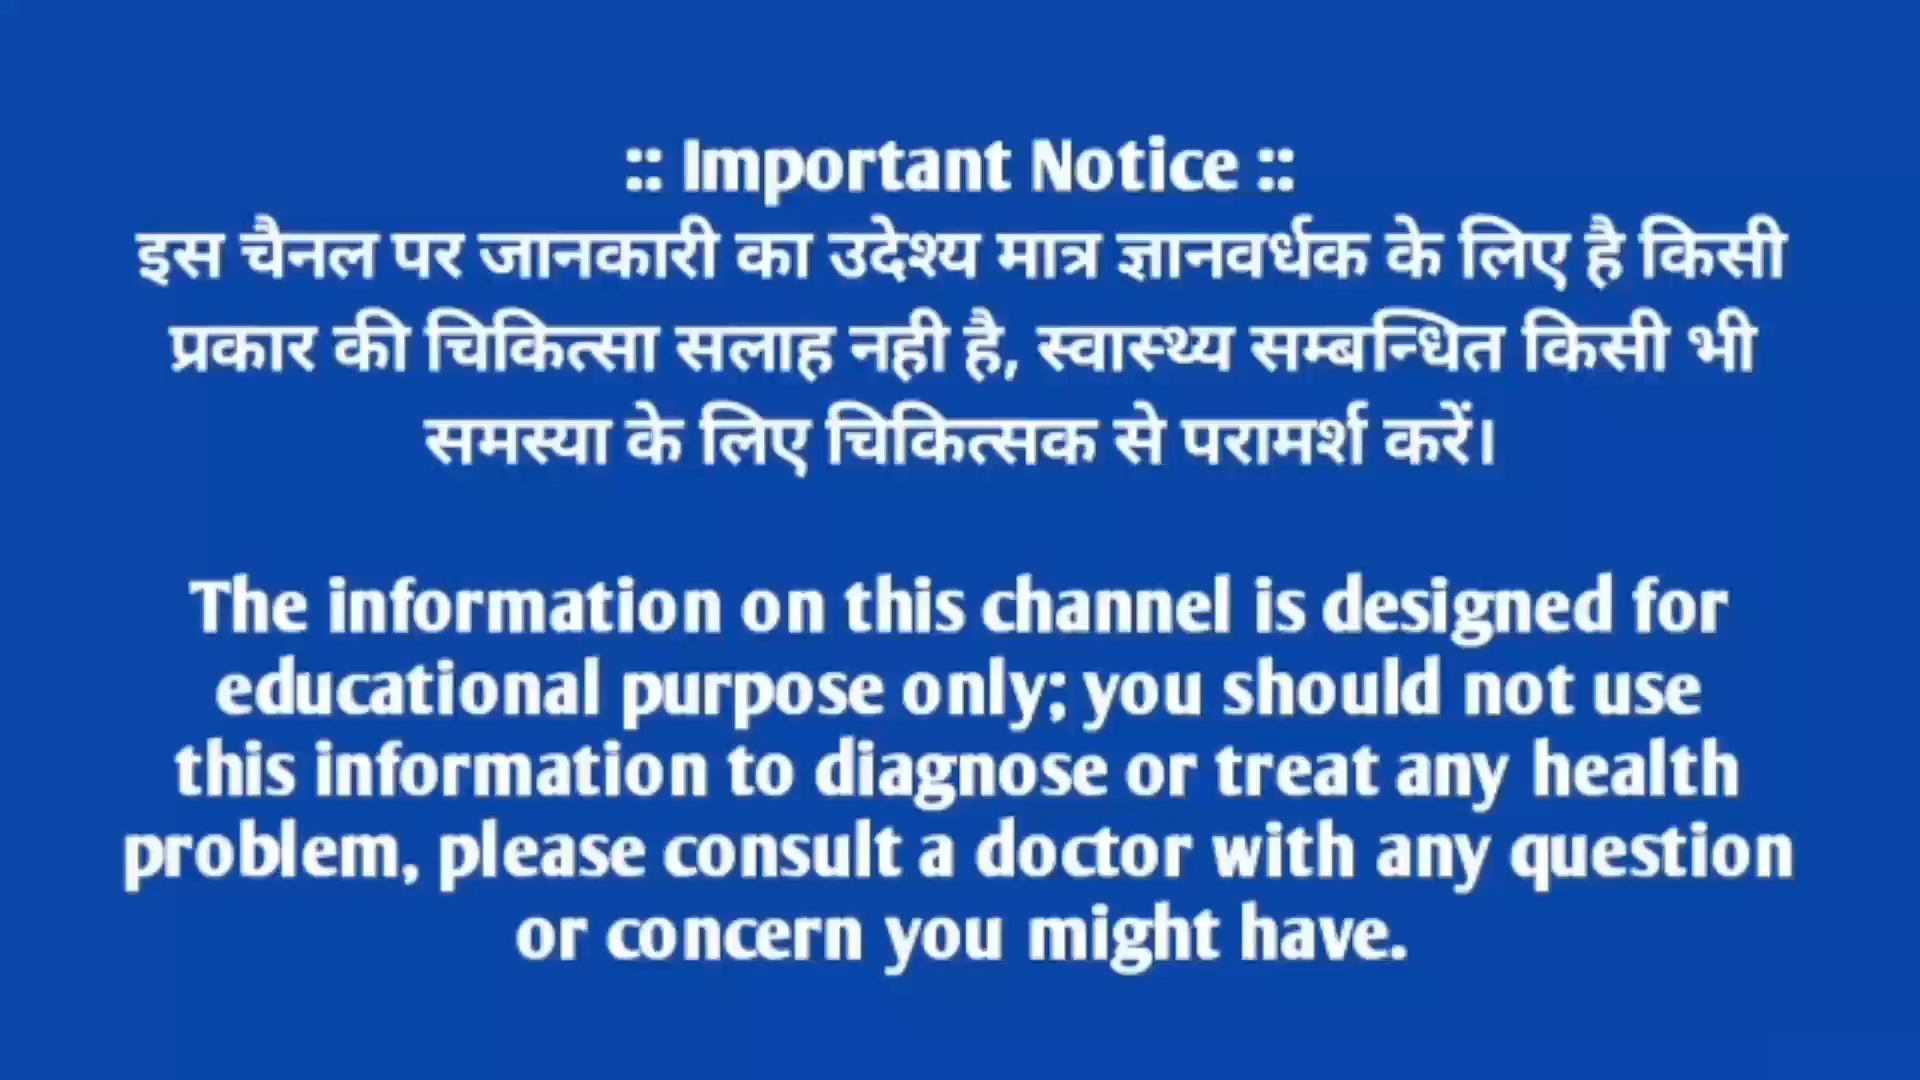 :: Important Notice ::
इस चैनल पर जानकारी का उदेश्य मात्र ज्ञानवर्धक के लिए है किसी
प्रकार की चिकित्सा सलाह नही है, स्वास्थ्य सम्बन्धित किसी भी
समस्या के लिए चिकित्सक से परामर्श करें।
The information on this channel is designed for
educational purpose only; you should not use
this information to diagnose or treat any health
problem, please consult a doctor with any question
or concern you might have.